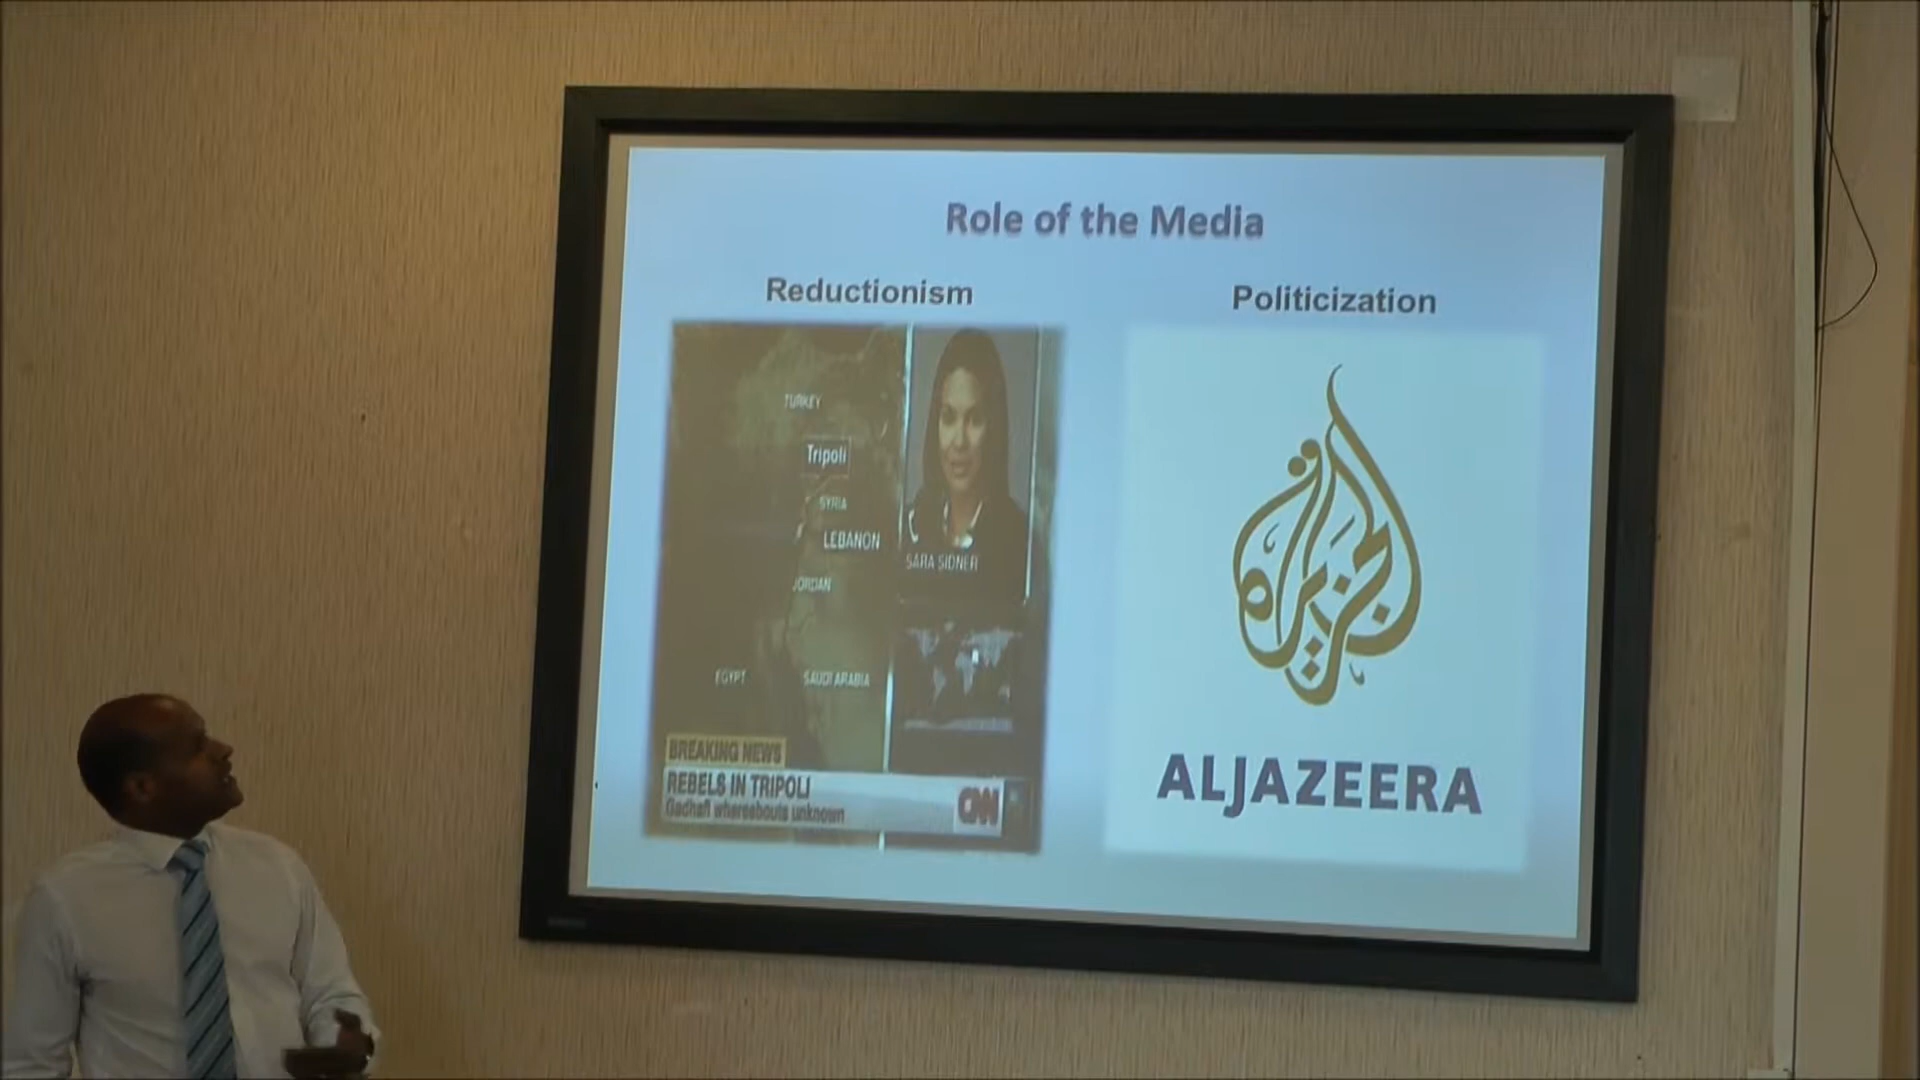 Role of the Media
Reductionism
Politicization
TURKEY
Tripoli
SYRIA
LEBANON
SARA SIDNER
JORDAN
EGYPT
SAUDI ARABIA
BREAKING NEWS
REBELS IN TRIPOLI
Gadhafi whereabouts unknown
CNN
الجزيرة
ALJAZEERA